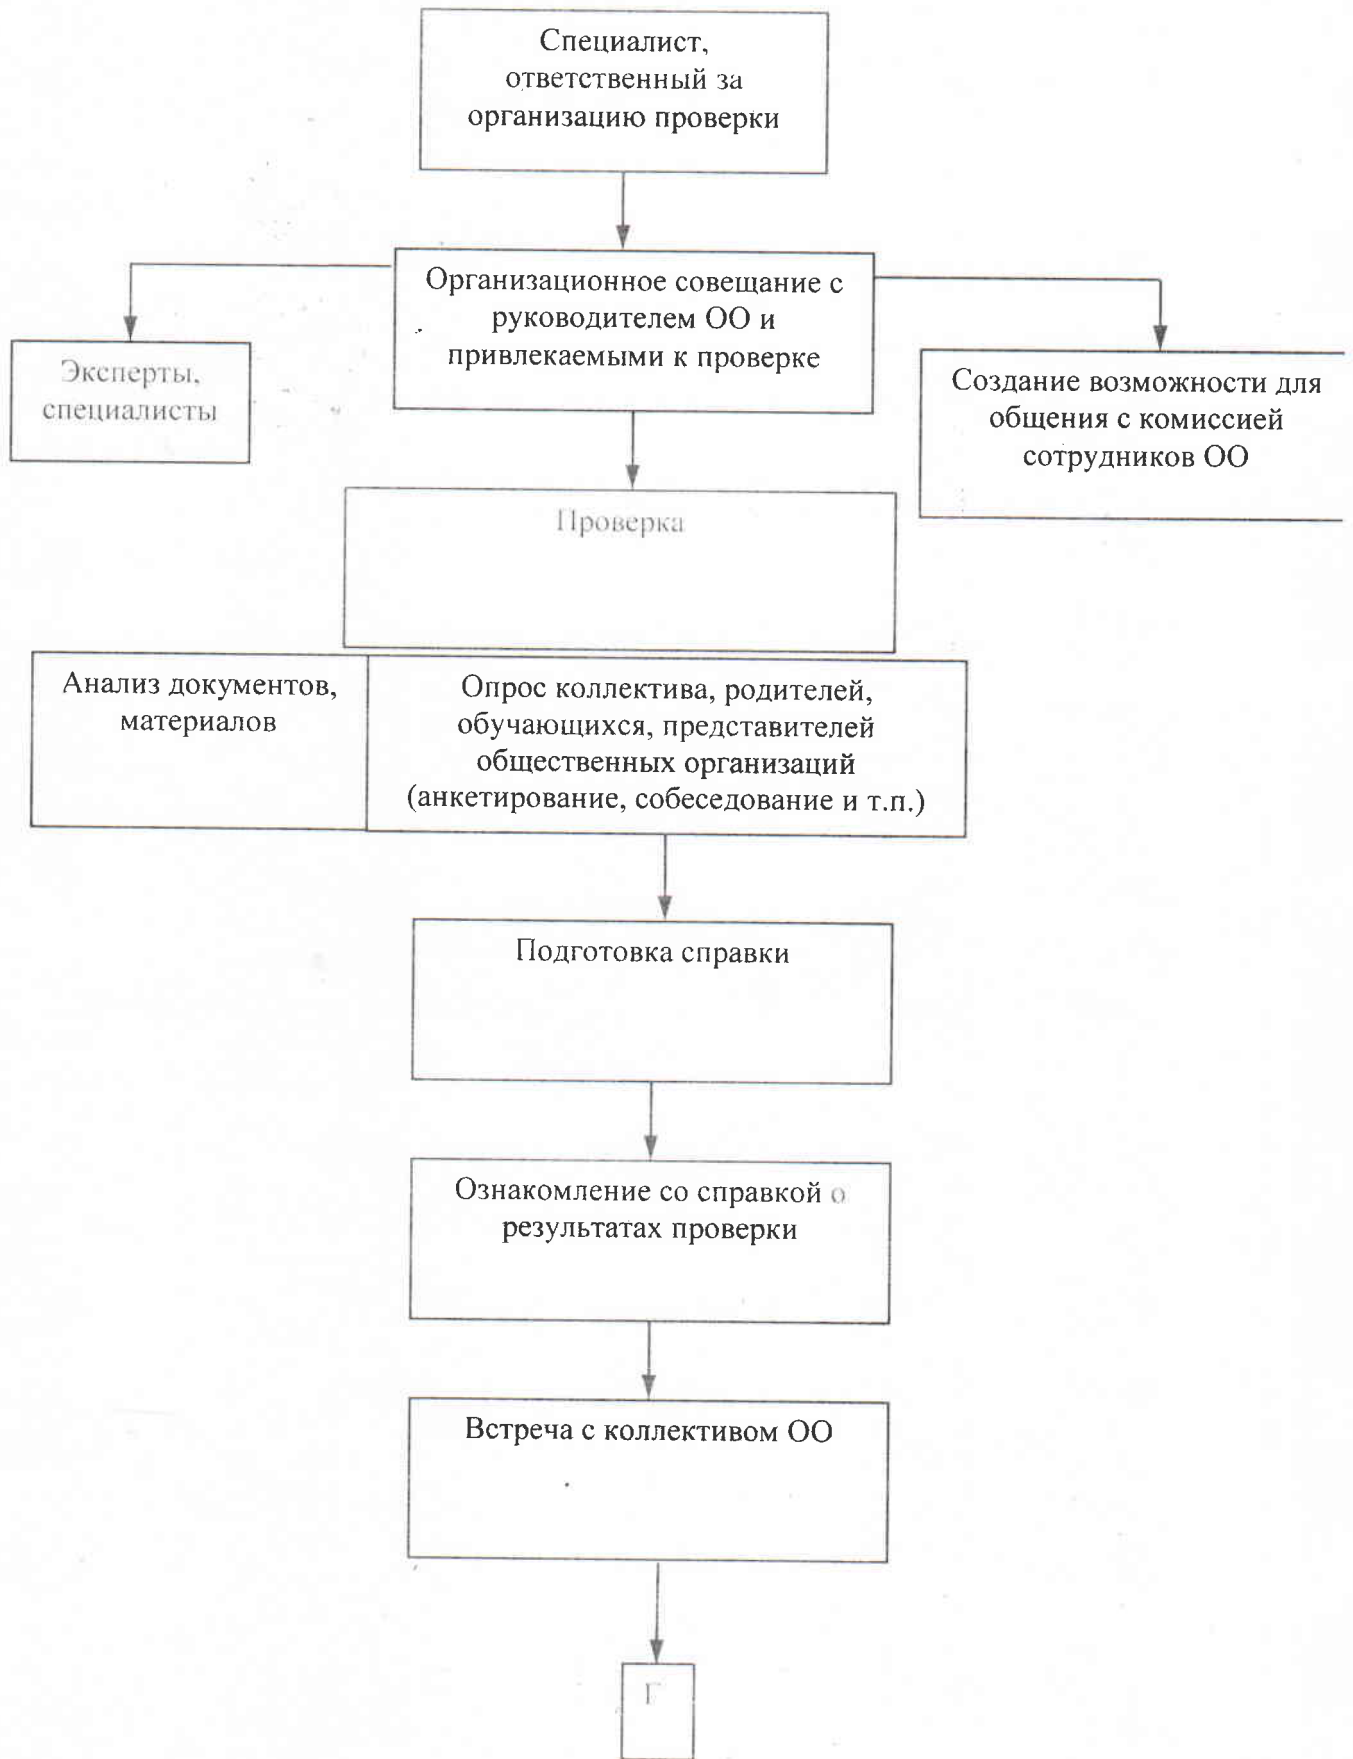 Специалист,
ответственный за
организацию проверки
Организационное совещание с
руководителем ОО и
привлекаемыми к проверке
Эксперты,
специалисты
Создание возможности для
общения с комиссией
сотрудников ОО
Проверка
Анализ документов,
материалов
Опрос коллектива, родителей,
обучающихся, представителей
общественных организаций
(анкетирование, собеседование и т.п.)
Подготовка справки
Ознакомление со справкой о
результатах проверки
Встреча с коллективом ОО
Г